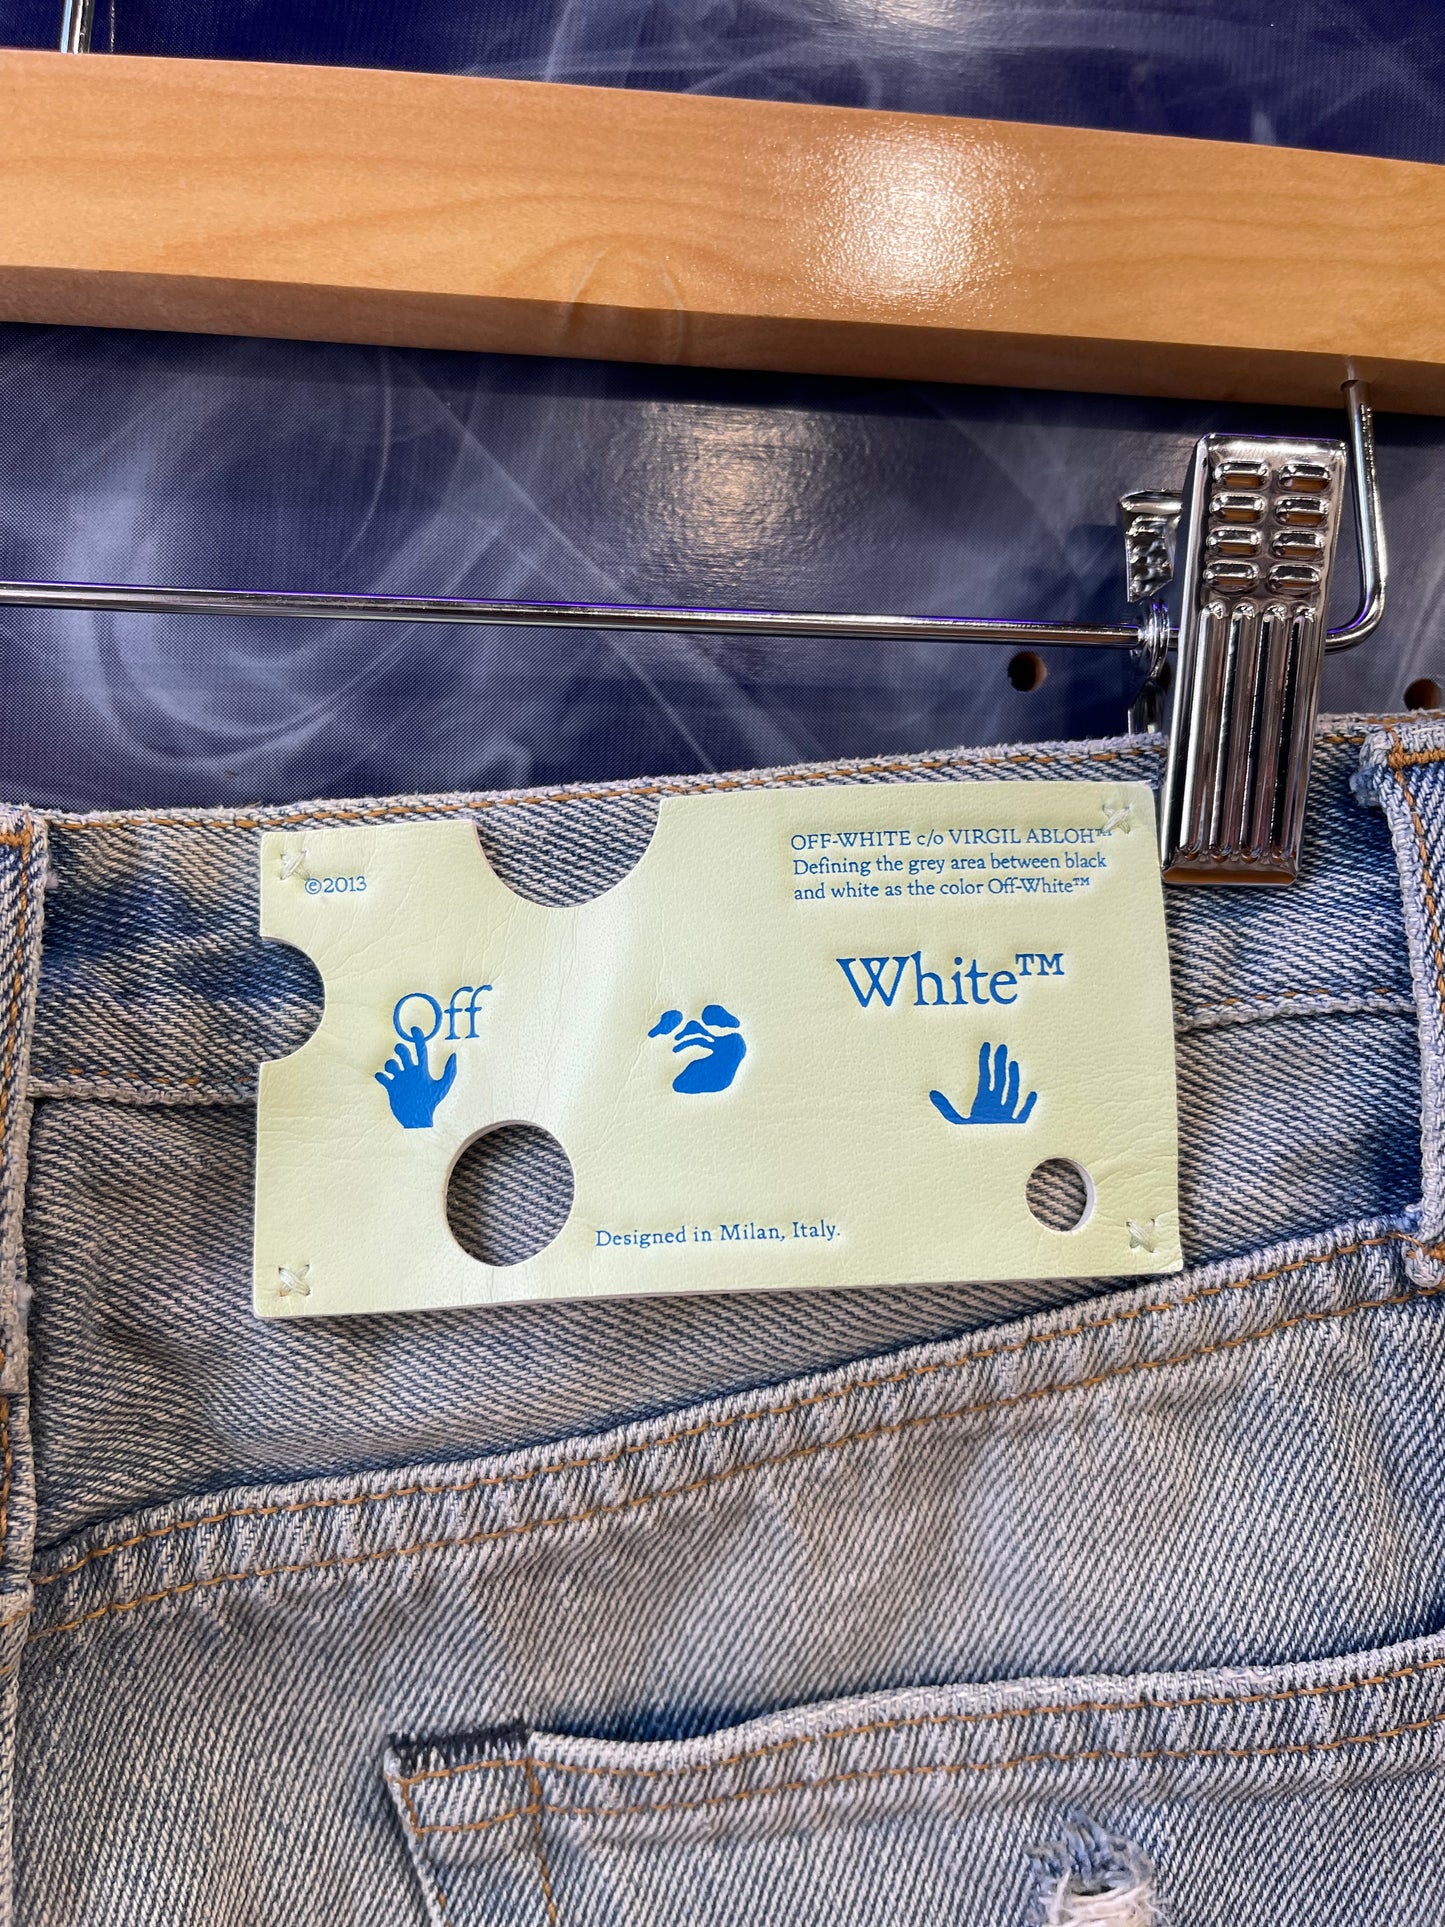 OFF-WHITE c/o VIRGIL ABLOH™
Defining the grey area between black
and white as the color Off-White™
©2013
Off
White™
Designed in Milan, Italy.